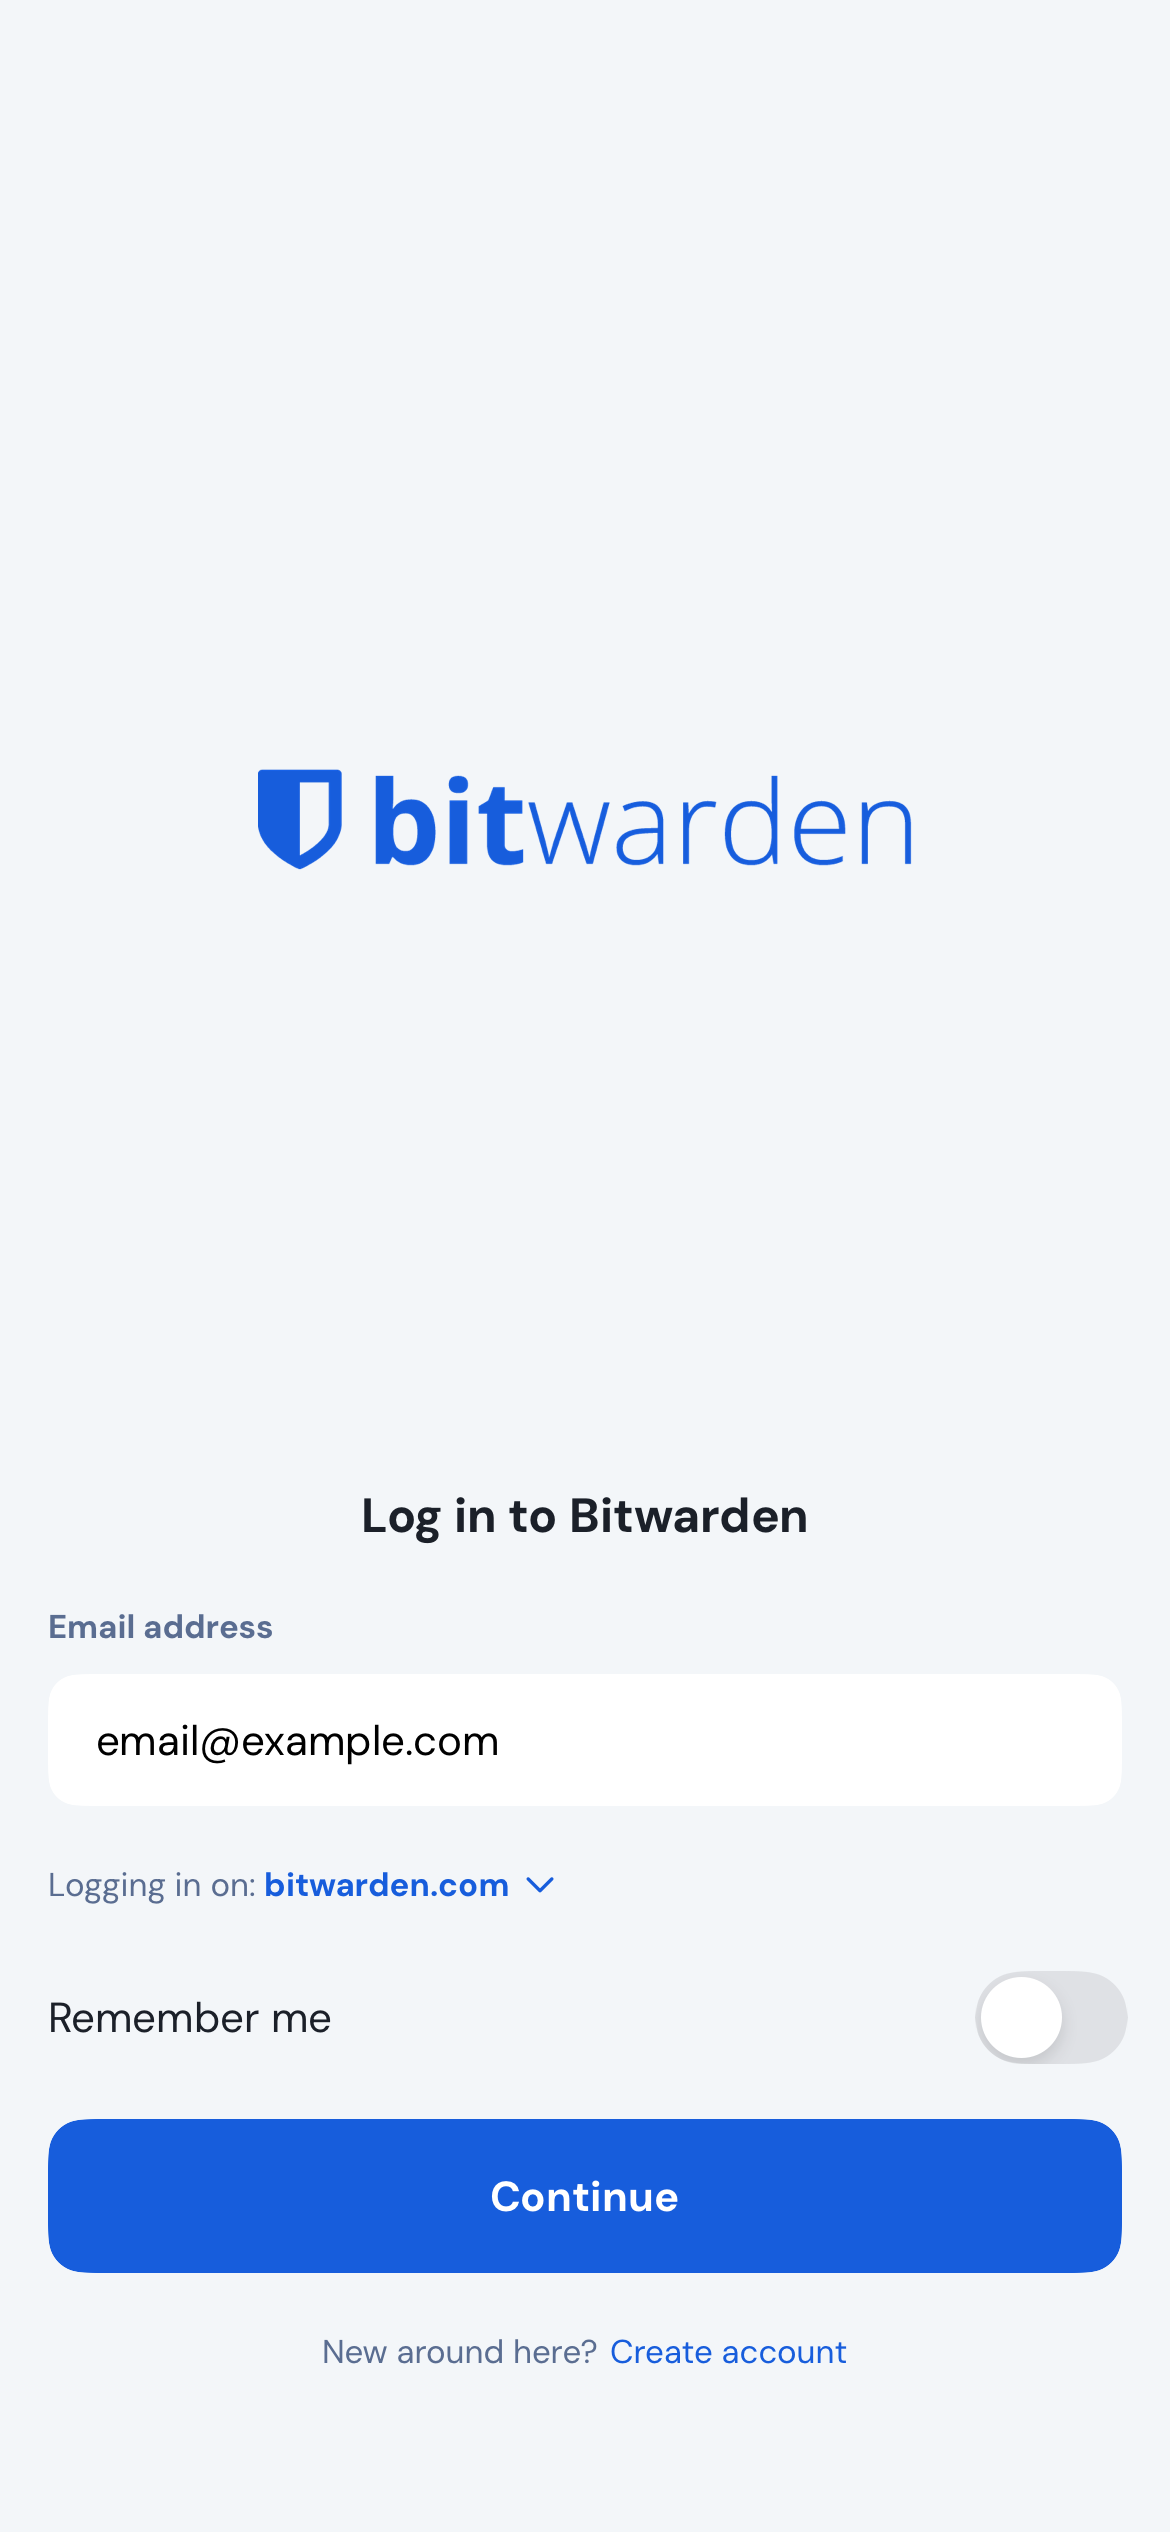 bitwarden
Log in to Bitwarden
Email address
email@example.com
Logging in on: bitwarden.com
Remember me
Continue
New around here? Create account